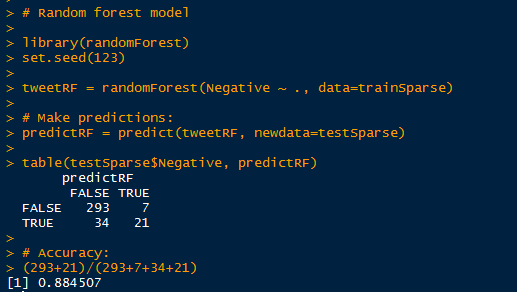 >
> # Random forest model
>
> library(randomForest)
> set.seed(123)
>
> tweetRF = randomForest(Negative ~ ., data=trainSparse)
>
> # Make predictions:
> predictRF = predict(tweetRF, newdata=testSparse)
>
> table(testSparse$Negative, predictRF)
predictRF
FALSE TRUE
FALSE 293 7
TRUE 34 21
>
> # Accuracy:
> (293+21)/(293+7+34+21)
[1] 0.884507